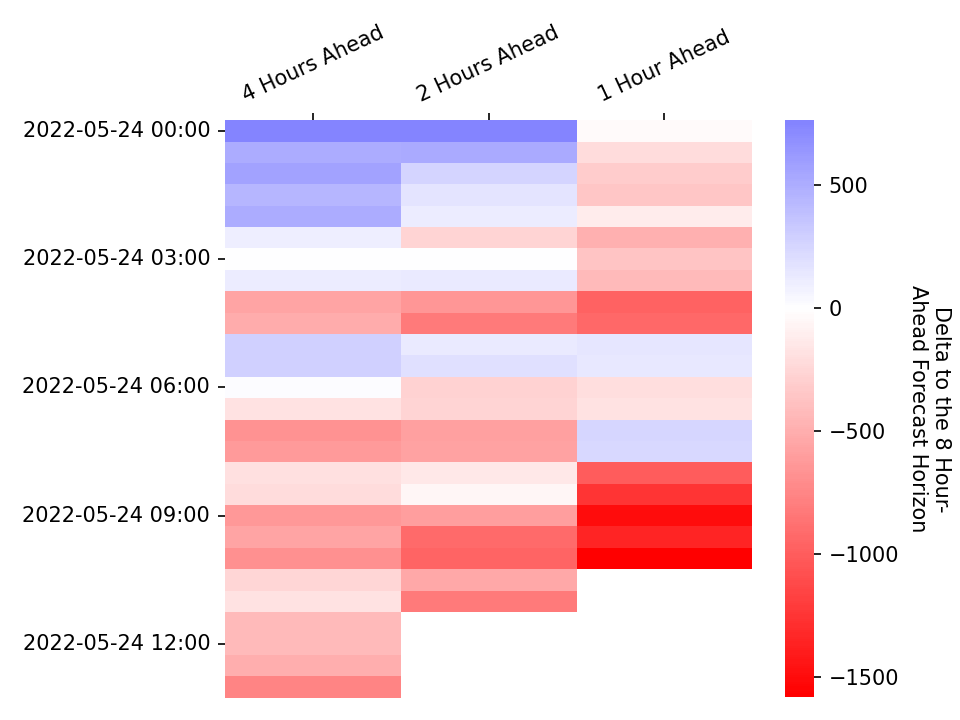 4 Hours Ahead
2 Hours Ahead
1 Hour Ahead
2022-05-24 00:00
2022-05-24 03:00
2022-05-24 06:00
2022-05-24 09:00
2022-05-24 12:00
500
0
−500
−1000
−1500
Delta to the 8 Hour-
Ahead Forecast Horizon